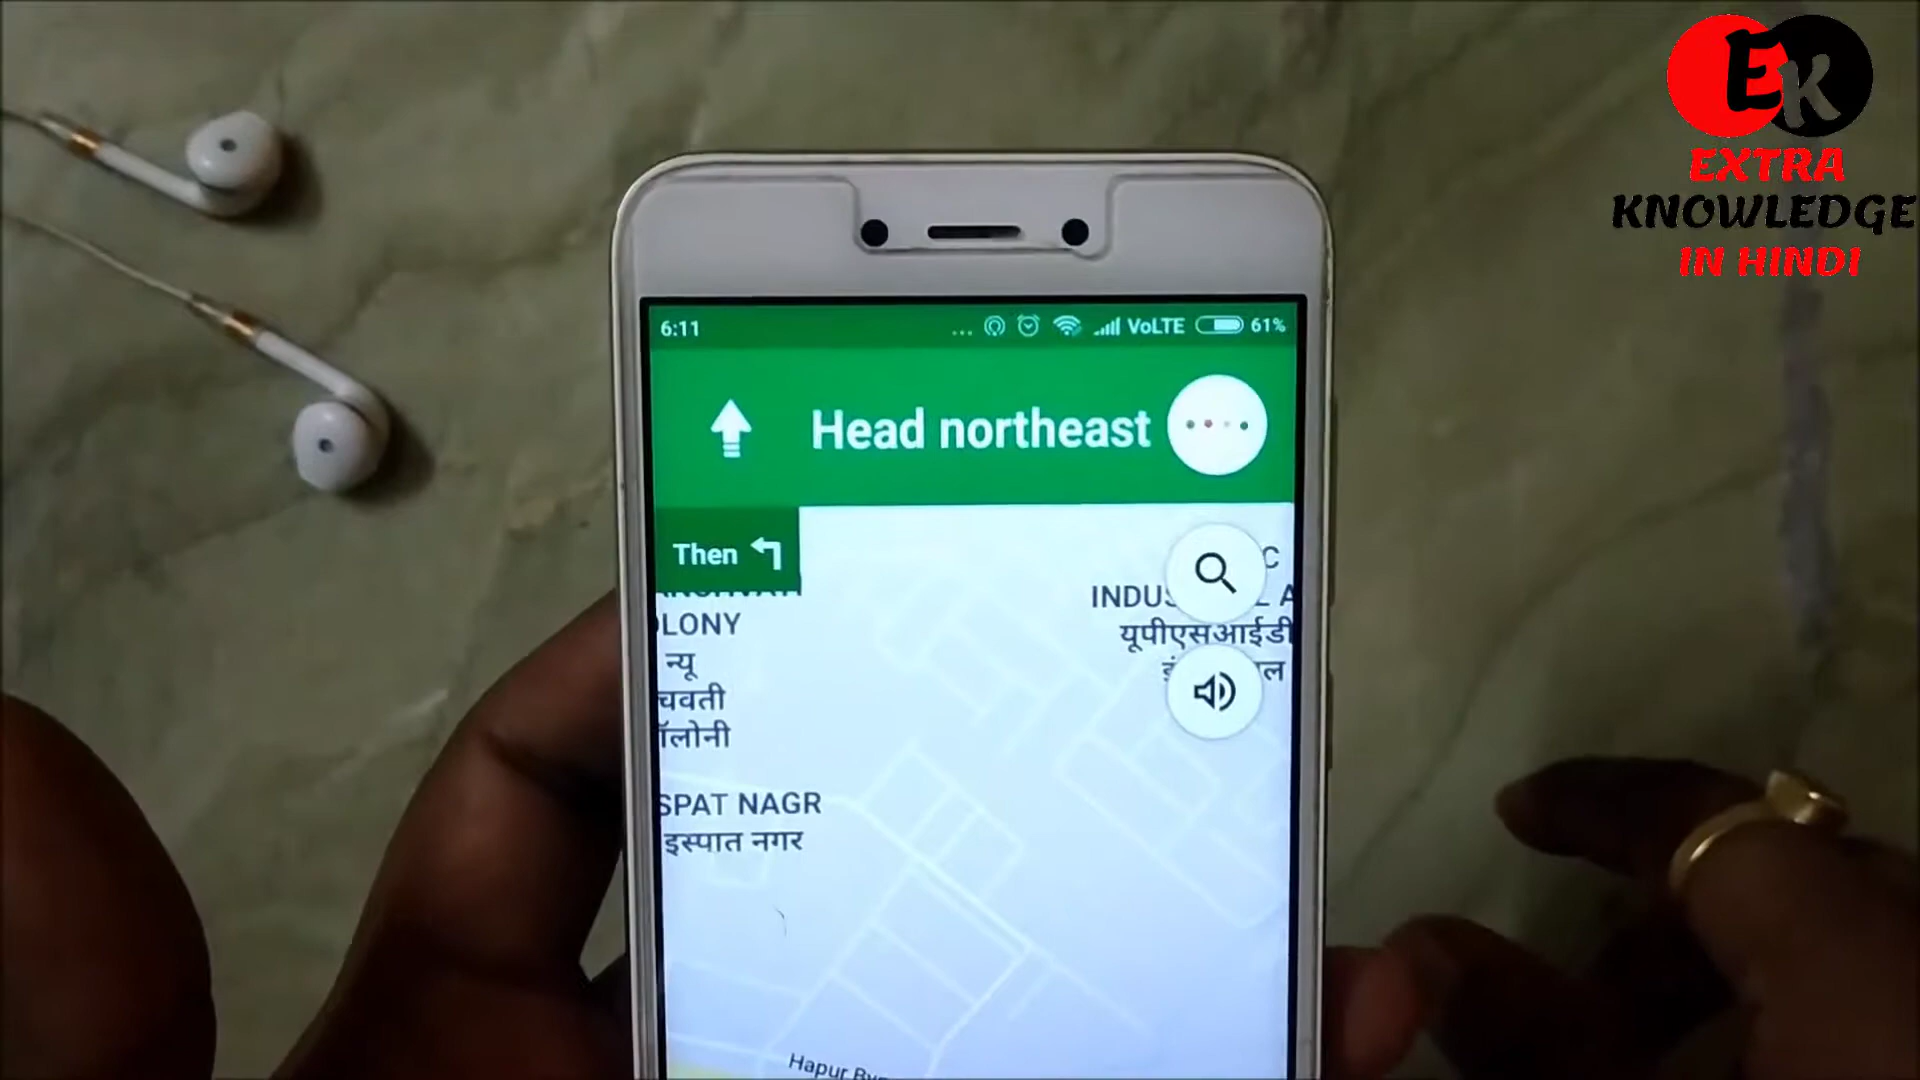 EK
EXTRA
KNOWLEDGE
IN HINDI
6:11
... VoLTE 61%
Head northeast
Then
LONY
न्यू
चवती
लोनी
SPAT NAGR
इस्पात नगर
C
INDUS L A
यूपीएसआईडी
ल
Hapur